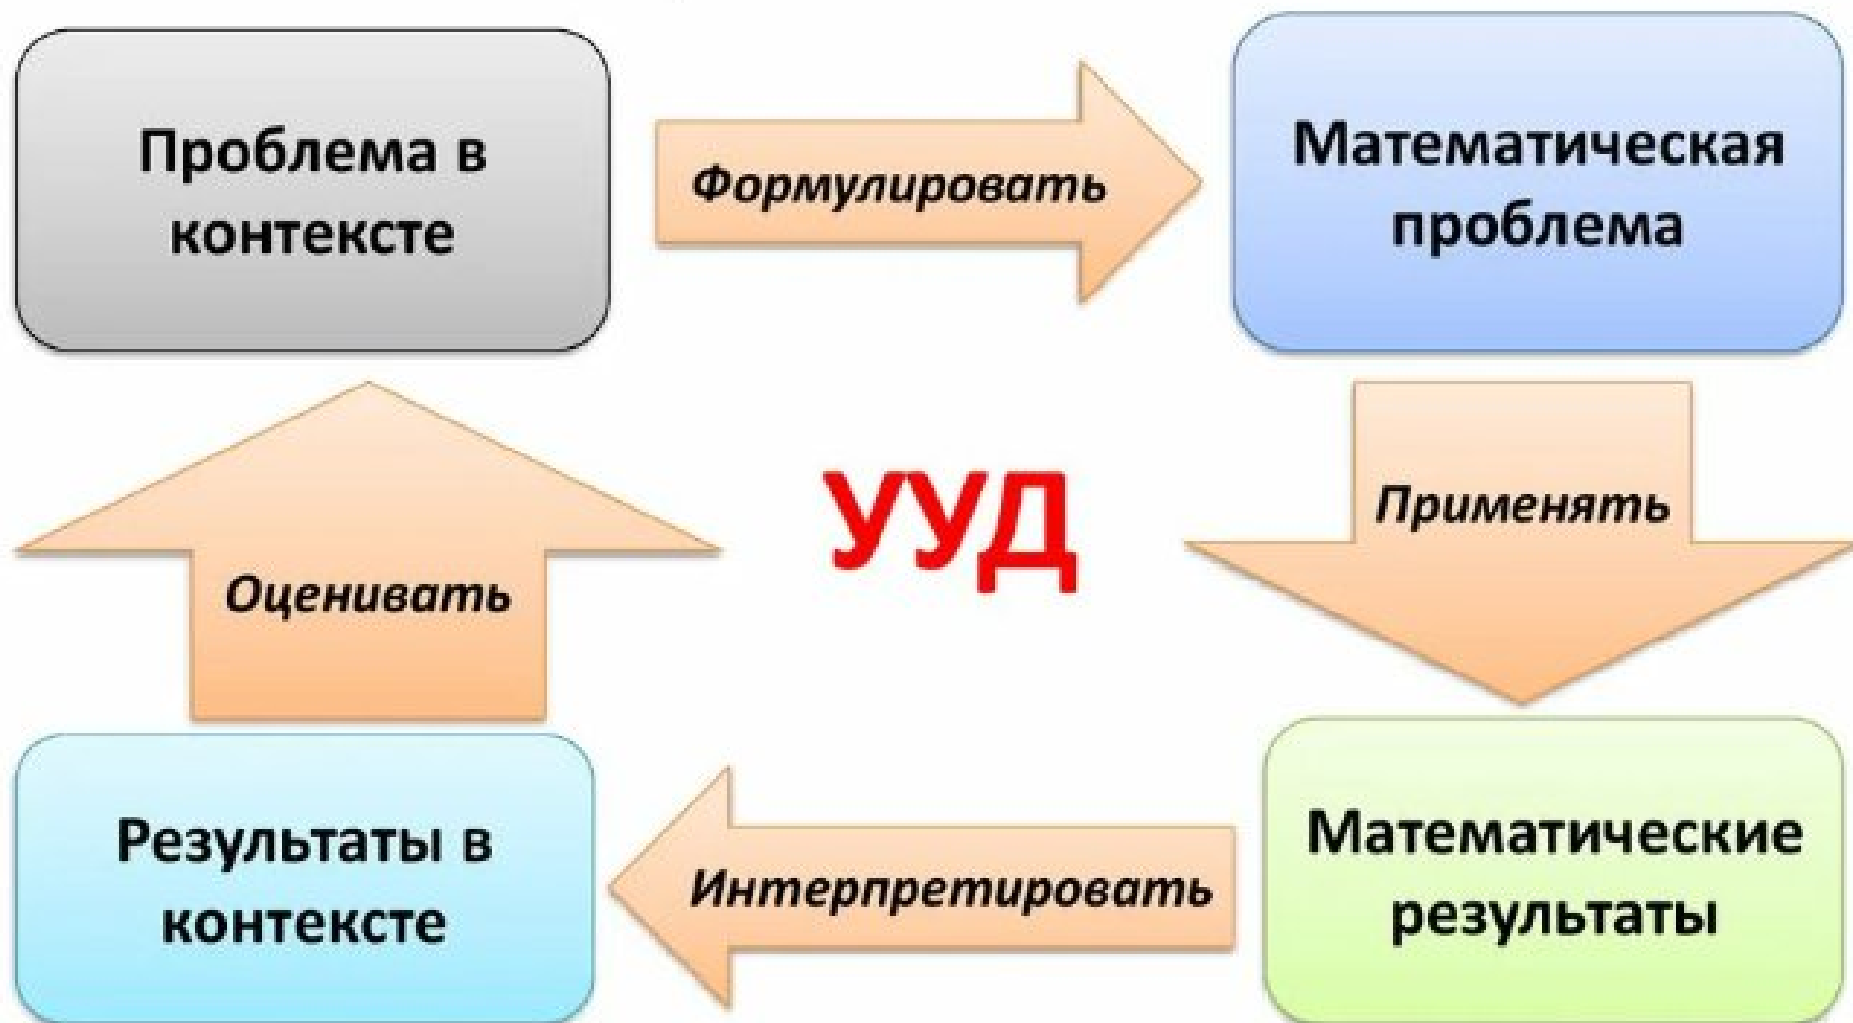 Проблема в
контексте
Формулировать
Математическая
проблема
Оценивать
УУД
Применять
Результаты в
контексте
Интерпретировать
Математические
результаты